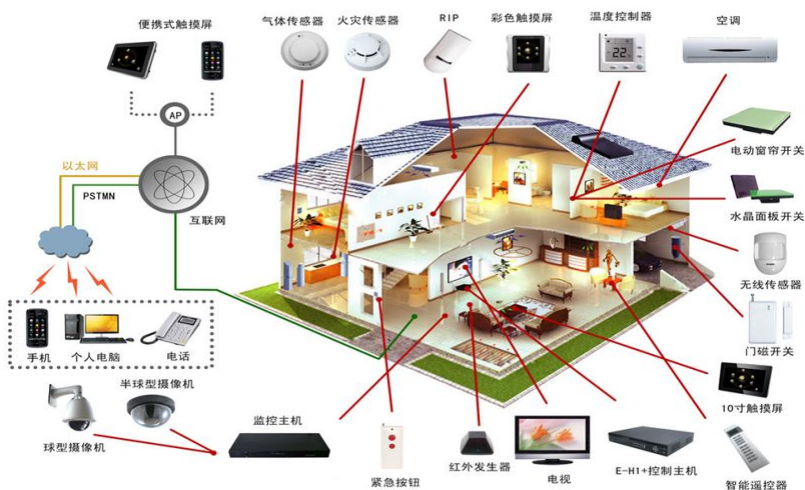 便携式触摸屏
气体传感器
火灾传感器
RIP
彩色触摸屏
温度控制器
空调
-22.
AP
以太网
PSTMN
互联网
电动窗帘开关
水晶面板开关
无线传感器
门磁开关
手机
个人电脑
电话
10寸触摸屏
半球型摄像机
球型摄像机
监控主机
紧急按钮
红外发生器
电视
E-H1+控制主机
智能遥控器